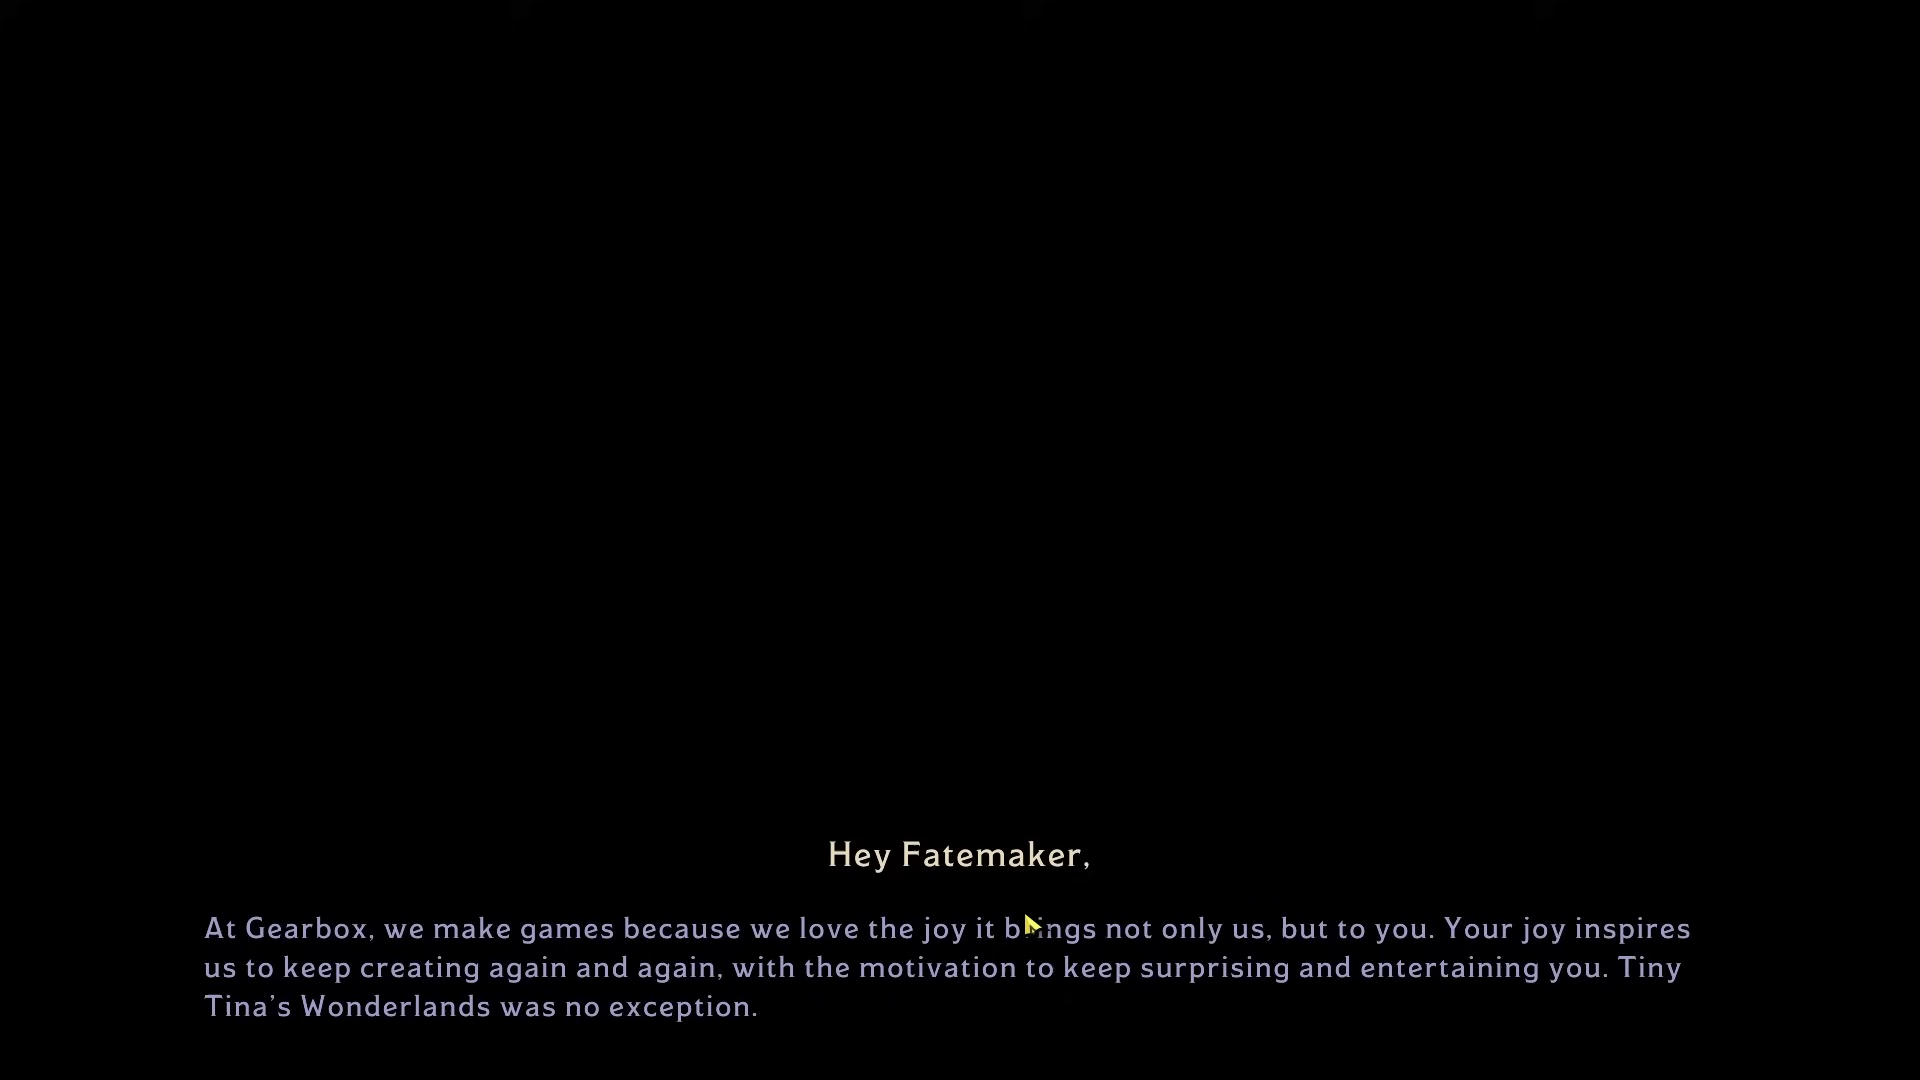 Hey Fatemaker,
At Gearbox, we make games because we love the joy it brings not only us, but to you. Your joy inspires
us to keep creating again and again, with the motivation to keep surprising and entertaining you. Tiny
Tina’s Wonderlands was no exception.